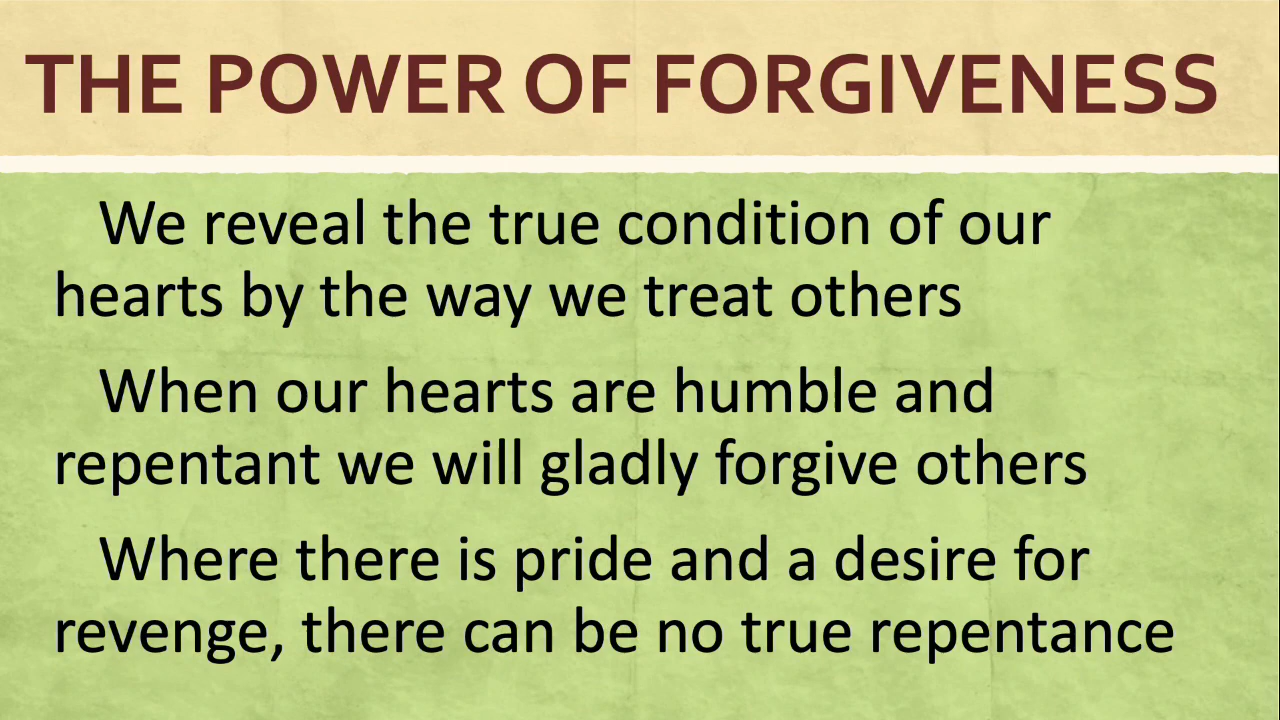 THE POWER OF FORGIVENESS
We reveal the true condition of our
hearts by the way we treat others
When our hearts are humble and
repentant we will gladly forgive others
Where there is pride and a desire for
revenge, there can be no true repentance